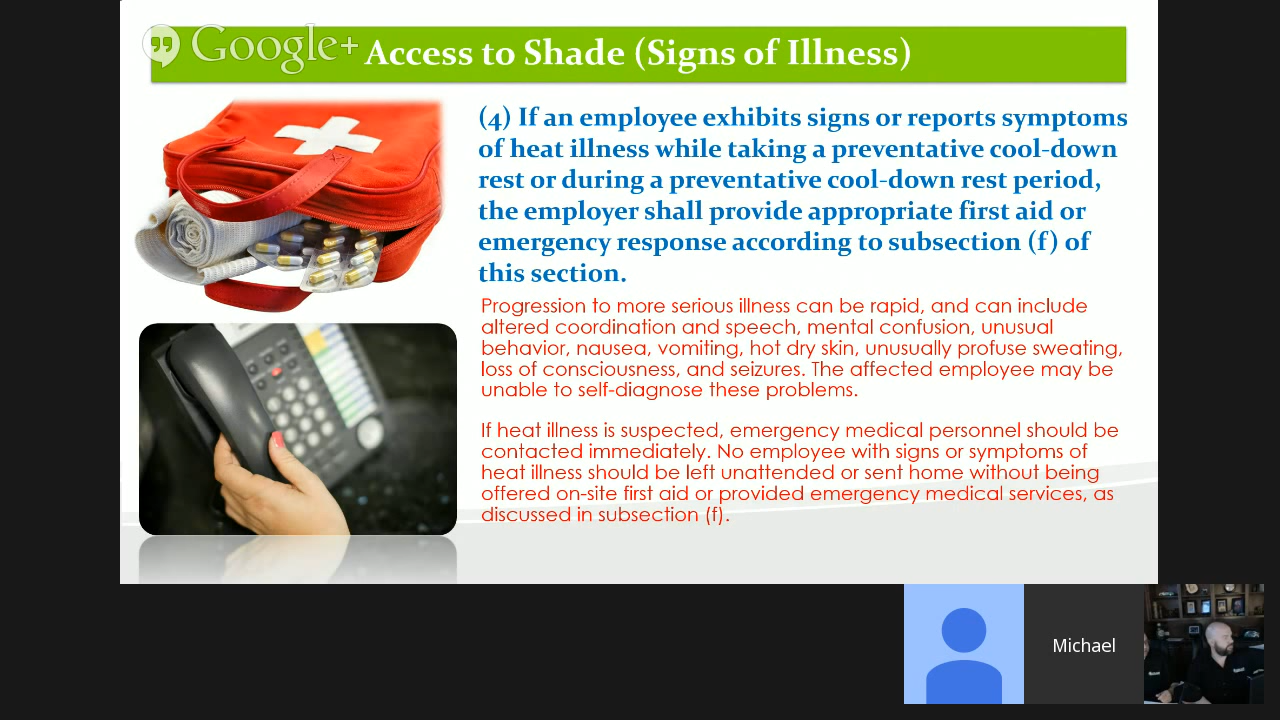 Google+
Access to Shade (Signs of Illness)
(4) If an employee exhibits signs or reports symptoms
of heat illness while taking a preventative cool-down
rest or during a preventative cool-down rest period,
the employer shall provide appropriate first aid or
emergency response according to subsection (f) of
this section.
Progression to more serious illness can be rapid, and can include
altered coordination and speech, mental confusion, unusual
behavior, nausea, vomiting, hot dry skin, unusually profuse sweating,
loss of consciousness, and seizures. The affected employee may be
unable to self-diagnose these problems.
If heat illness is suspected, emergency medical personnel should be
contacted immediately. No employee with signs or symptoms of
heat illness should be left unattended or sent home without being
offered on-site first aid or provided emergency medical services, as
discussed in subsection (f).
Michael